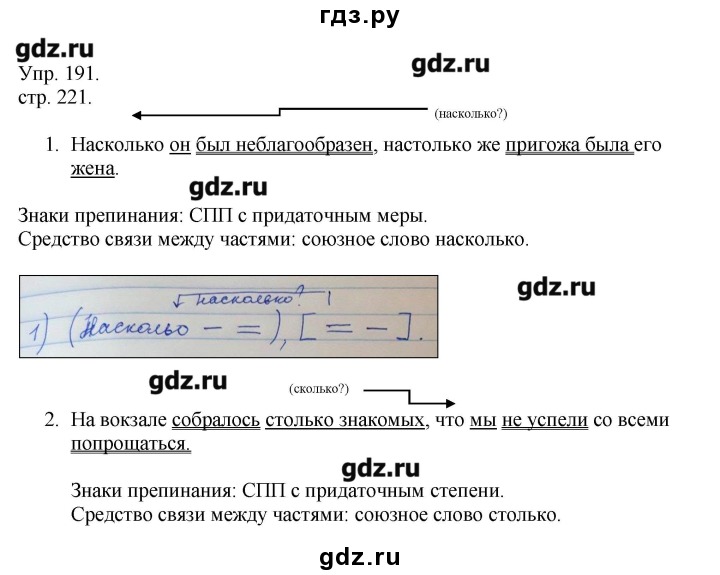 гдз.ру
gdz.ru
Упр. 191.
gdz.ru
стр. 221.
(насколько?)
1. Насколько он был неблагообразен, настолько же пригожа была его
жена.
gdz.ru
Знаки препинания: СПП с придаточным меры.
Средство связи между частями: союзное слово насколько.
gdz.ru
насколько?
1) (Наскольо – =), [ = – ].
gdz.ru
(сколько?)
2. На вокзале собралось столько знакомых, что мы не успели со всеми
попрощаться.
gdz.ru
Знаки препинания: СПП с придаточным степени.
Средство связи между частями: союзное слово столько.
gdz.ru